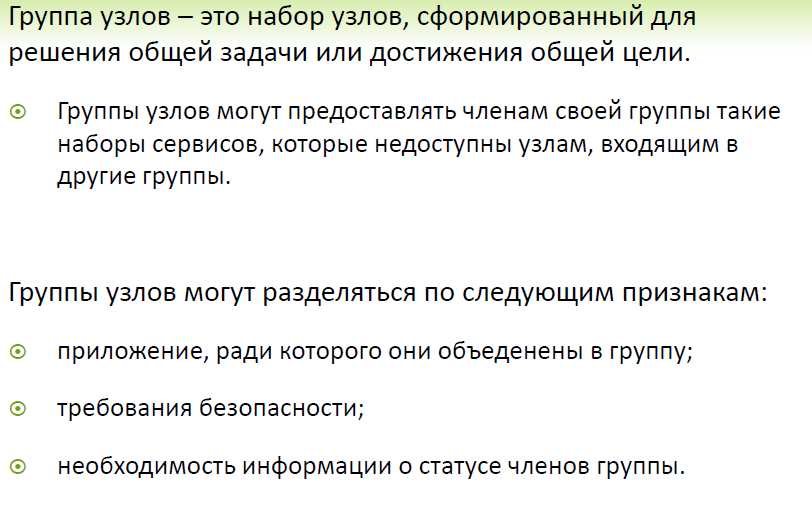 Группа узлов – это набор узлов, сформированный для
решения общей задачи или достижения общей цели.
Группы узлов могут предоставлять членам своей группы такие
наборы сервисов, которые недоступны узлам, входящим в
другие группы.
Группы узлов могут разделяться по следующим признакам:
приложение, ради которого они объеденены в группу;
требования безопасности;
необходимость информации о статусе членов группы.